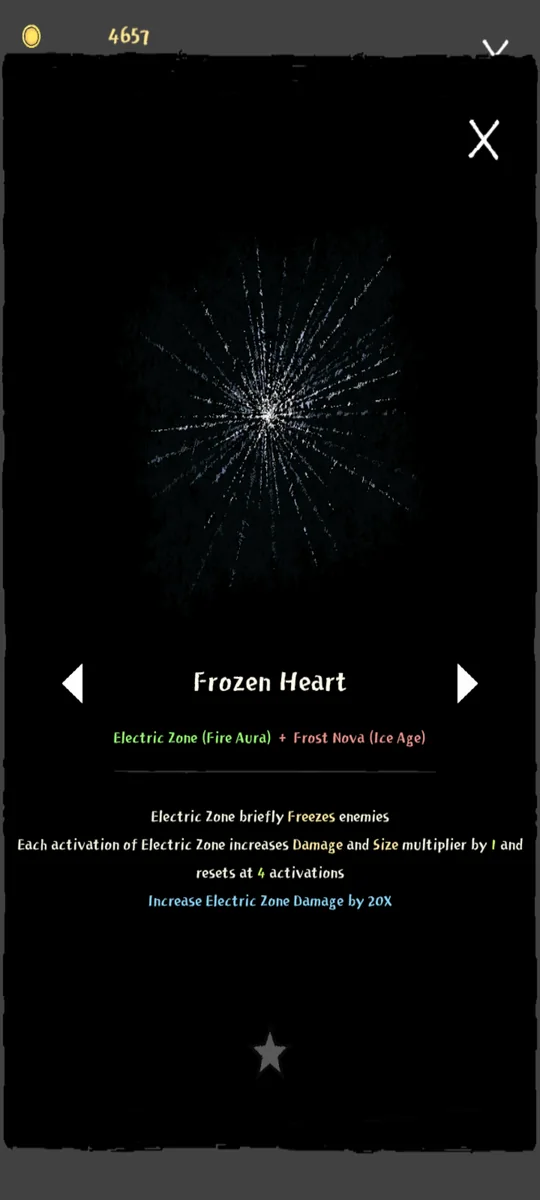 4657
X
Frozen Heart
Electric Zone (Fire Aura) + Frost Nova (Ice Age)
Electric Zone briefly Freezes enemies
Each activation of Electric Zone increases Damage and Size multiplier by 1 and
resets at 4 activations
Increase Electric Zone Damage by 20X